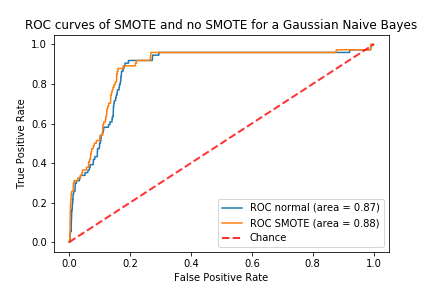 ROC curves of SMOTE and no SMOTE for a Gaussian Naive Bayes
1.0
0.8
0.6
0.4
0.2
0.0
True Positive Rate
ROC normal (area = 0.87)
ROC SMOTE (area = 0.88)
Chance
0.0 0.2 0.4 0.6 0.8 1.0
False Positive Rate